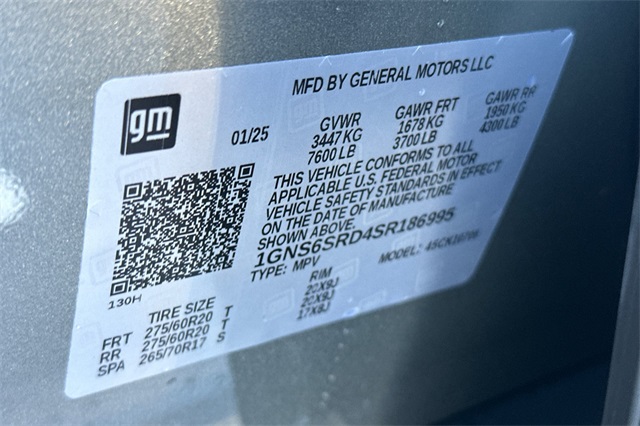 MFD BY GENERAL MOTORS LLC
gm
01/25
GVWR
3447 KG
7600 LB
GAWR FRT
1678 KG
3700 LB
GAWR RR
1950 KG
4300 LB
THIS VEHICLE CONFORMS TO ALL
APPLICABLE U.S. FEDERAL MOTOR
VEHICLE SAFETY STANDARDS IN EFFECT
ON THE DATE OF MANUFACTURE
SHOWN ABOVE.
1GNS6SRD4SR186995
TYPE: MPV
MODEL:
130H
TIRE SIZE
RIM
FRT 275/60R20 T 20X9J
RR 275/60R20 T 20X9J
SPA 265/70R17 S 17X8J